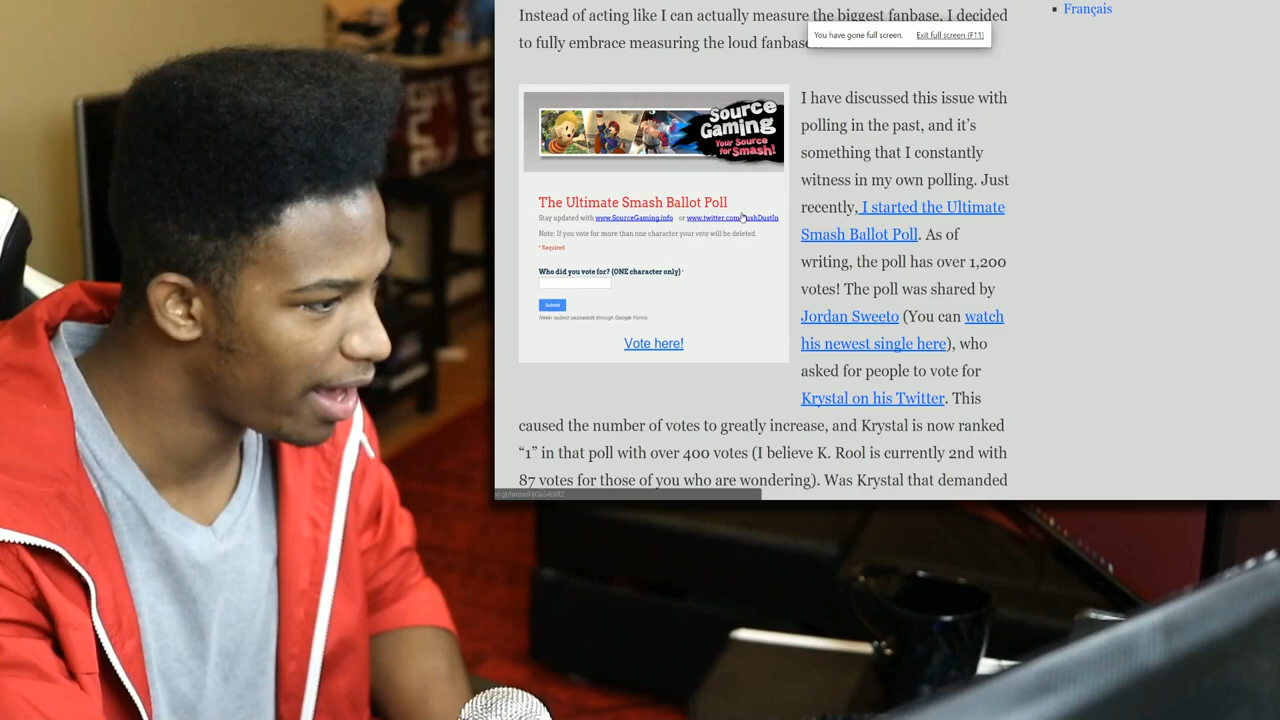 Instead of acting like I can actually measure the biggest fanbase, I decided
to fully embrace measuring the loud fanbase
You have gone full screen. Exit full screen (F11)
Français
Source
Gaming
Your Source
for Smash!
The Ultimate Smash Ballot Poll
Stay updated with www.SourceGaming.info or www.twitter.com/PushDustIn
Note: If you vote for more than one character your vote will be deleted.
* Required
Who did you vote for? (ONE character only) *
Submit
Never submit passwords through Google Forms.
Vote here!
I have discussed this issue with
polling in the past, and it's
something that I constantly
witness in my own polling. Just
recently, I started the Ultimate
Smash Ballot Poll. As of
writing, the poll has over 1,200
votes! The poll was shared by
Jordan Sweeto (You can watch
his newest single here), who
asked for people to vote for
Krystal on his Twitter. This
caused the number of votes to greatly increase, and Krystal is now ranked
“1” in that poll with over 400 votes (I believe K. Rool is currently 2nd with
87 votes for those of you who are wondering). Was Krystal that demanded